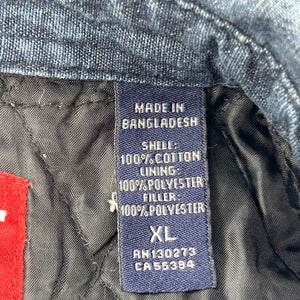 MADE IN
BANGLADESH
SHELL:
100%COTTON
LINING:
100%POLYESTER
FILLER:
100%POLYESTER
XL
RN130273
CA55394